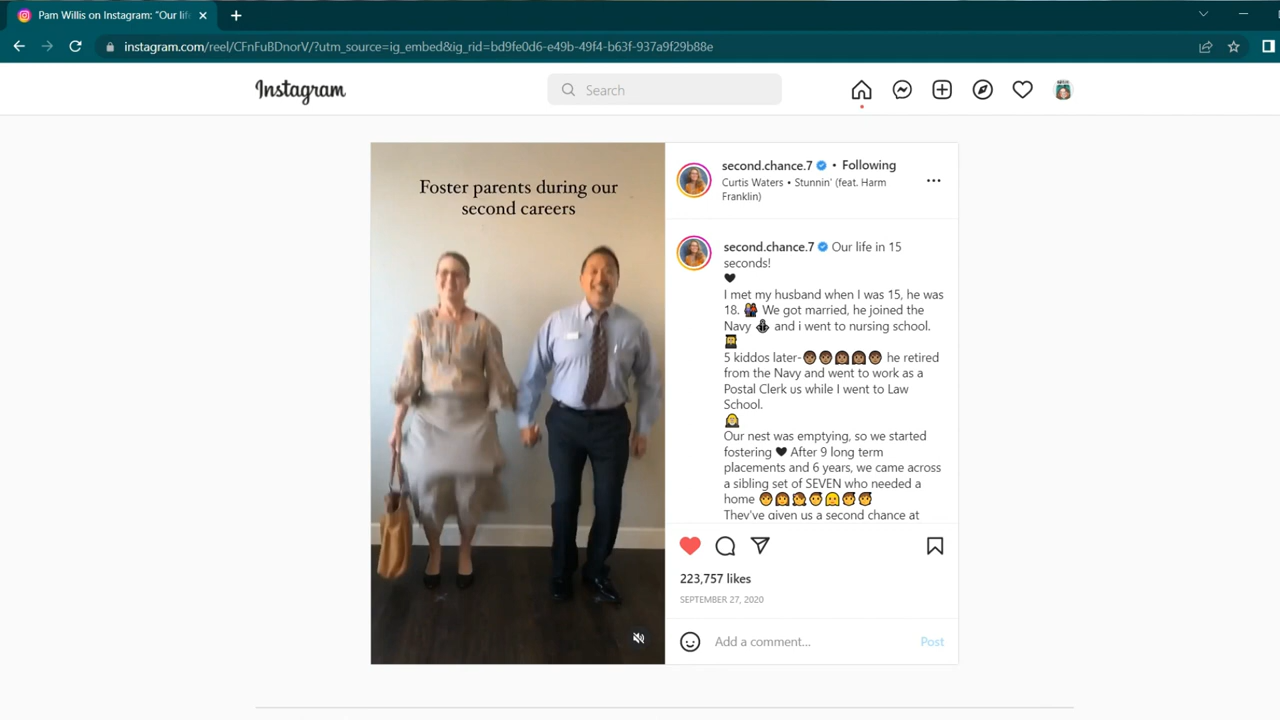 Pam Willis on Instagram: "Our life
instagram.com/reel/CFnFuBDnorV/?utm_source=ig_embed&ig_rid=bd9fe0d6-e49b-49f4-b63f-937a9f29b88e
Instagram
Search
Foster parents during our
second careers
second.chance.7 • Following
Curtis Waters • Stunnin' (feat. Harm
Franklin)
second.chance.7 Our life in 15
seconds!
I met my husband when I was 15, he was
18. We got married, he joined the
Navy and i went to nursing school.
5 kiddos later- he retired
from the Navy and went to work as a
Postal Clerk us while I went to Law
School.
Our nest was emptying, so we started
fostering After 9 long term
placements and 6 years, we came across
a sibling set of SEVEN who needed a
home
They've given us a second chance at
223,757 likes
SEPTEMBER 27, 2020
Add a comment...
Post